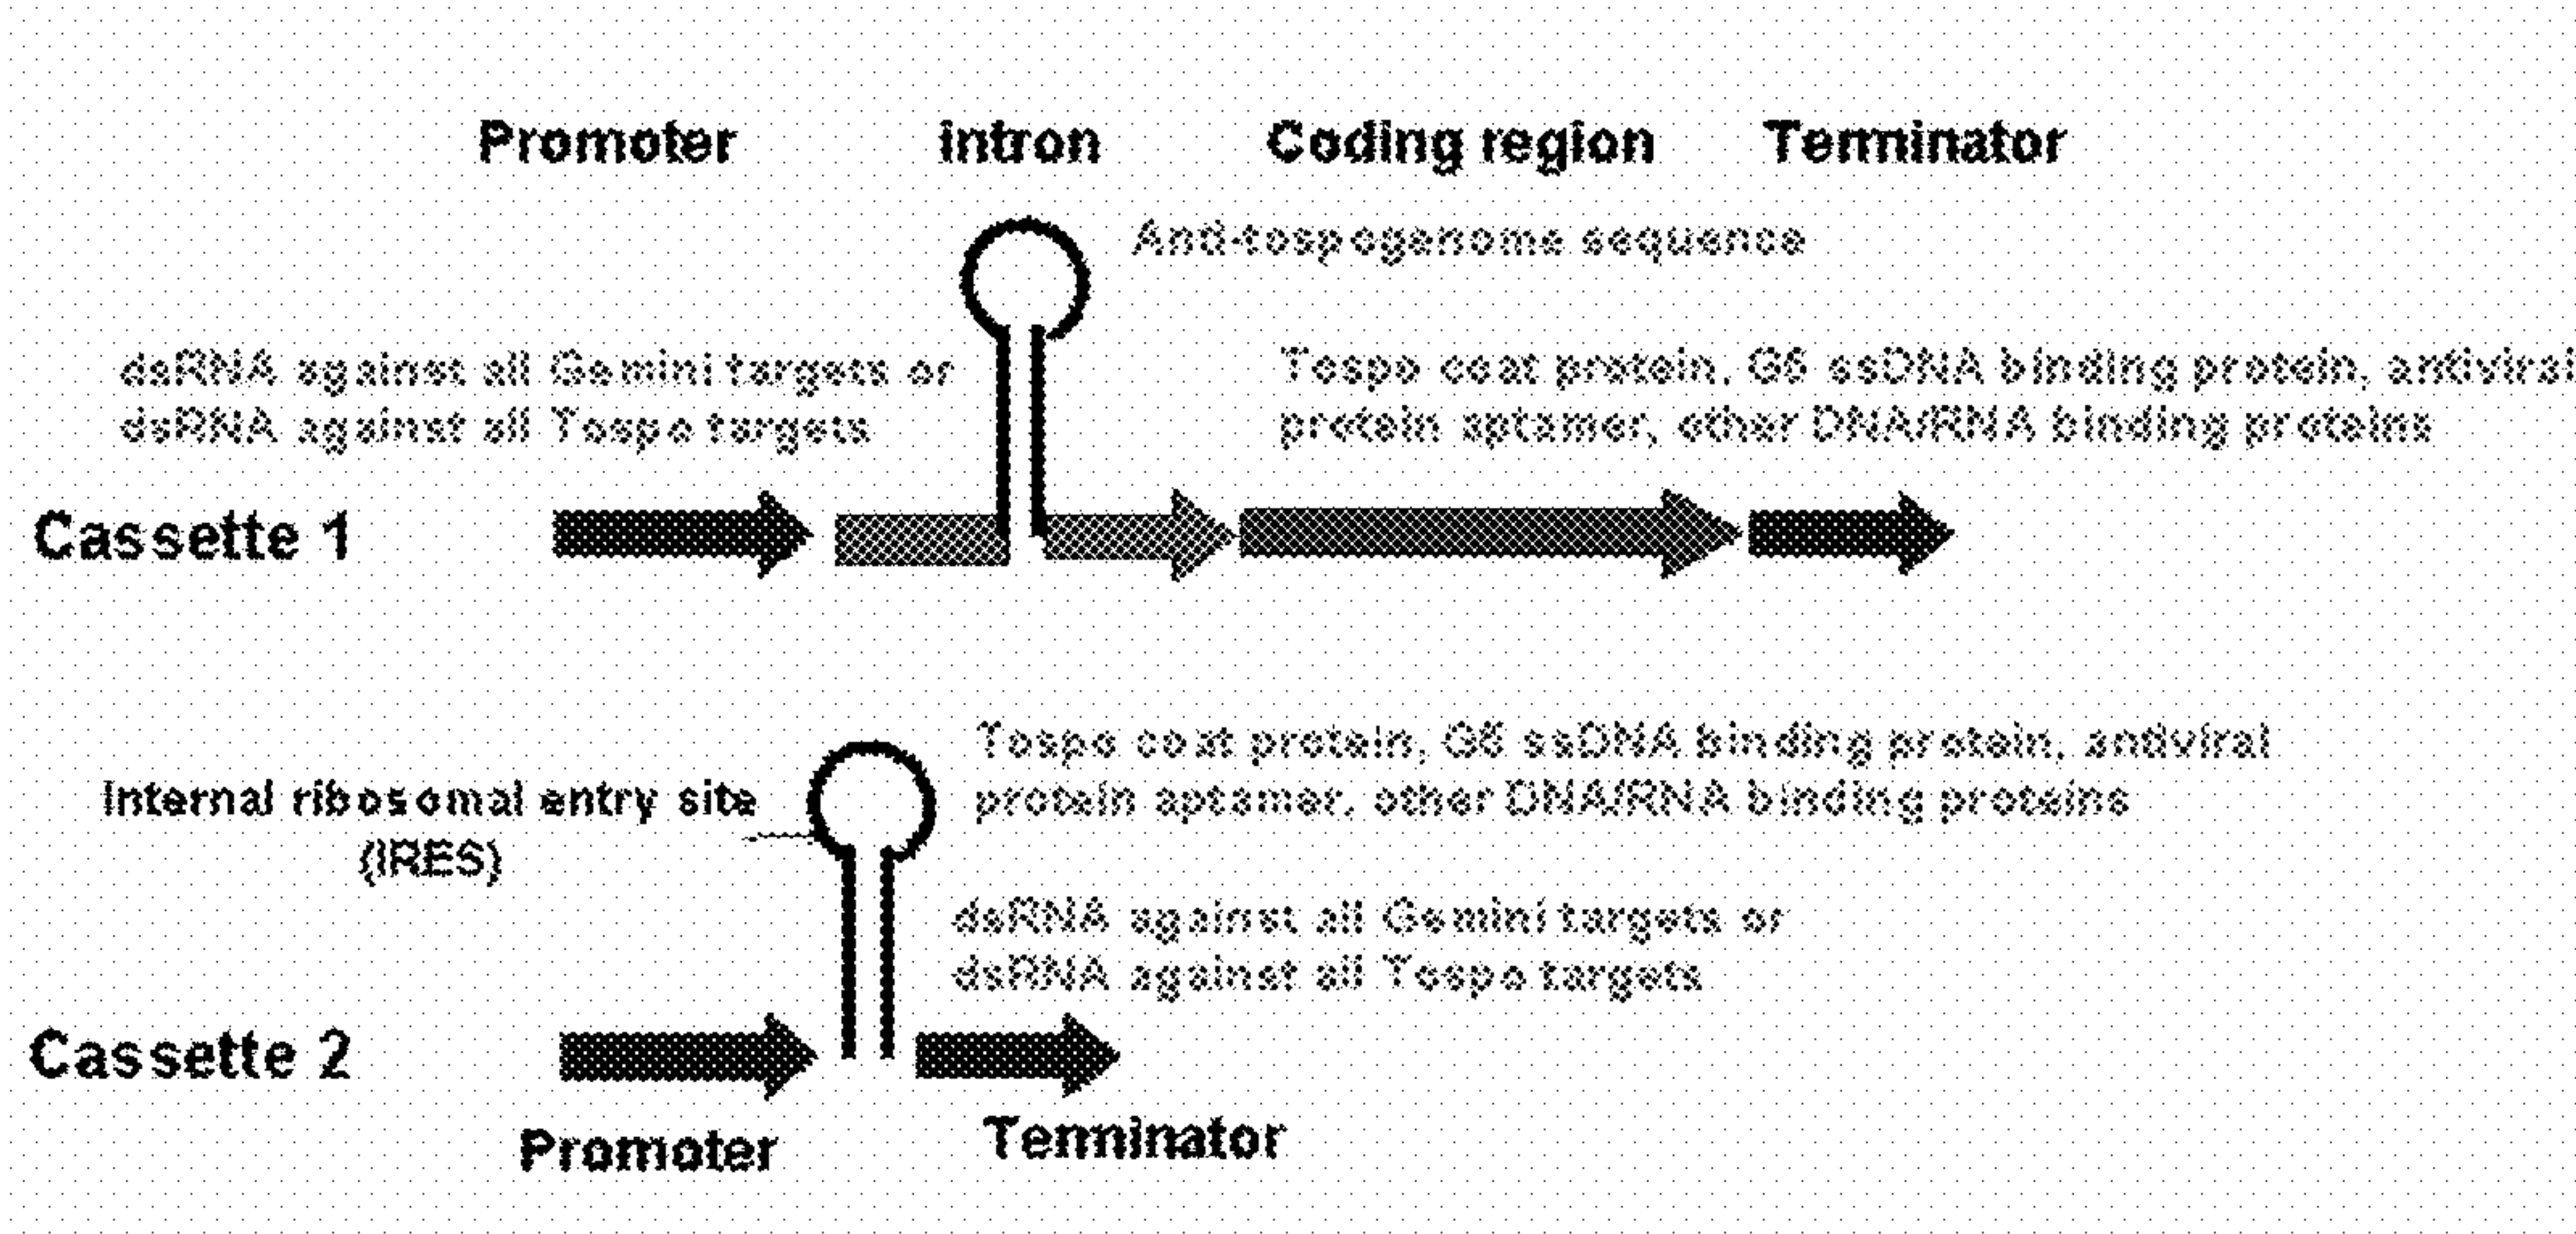 Promoter intron Coding region Terminator
Anti-tospogenome sequence
dsRNA against all Gemini targets or
dsRNA against all Tospo targets
Tospo coat protein, G5 ssDNA binding protein, antiviral
protein aptamer, other DNA/RNA binding proteins
Cassette 1
Tospo coat protein, G5 ssDNA binding protein, antiviral
protein aptamer, other DNA/RNA binding proteins
Internal ribosomal entry site
(IRES)
dsRNA against all Gemini targets or
dsRNA against all Tospo targets
Cassette 2
Promoter Terminator